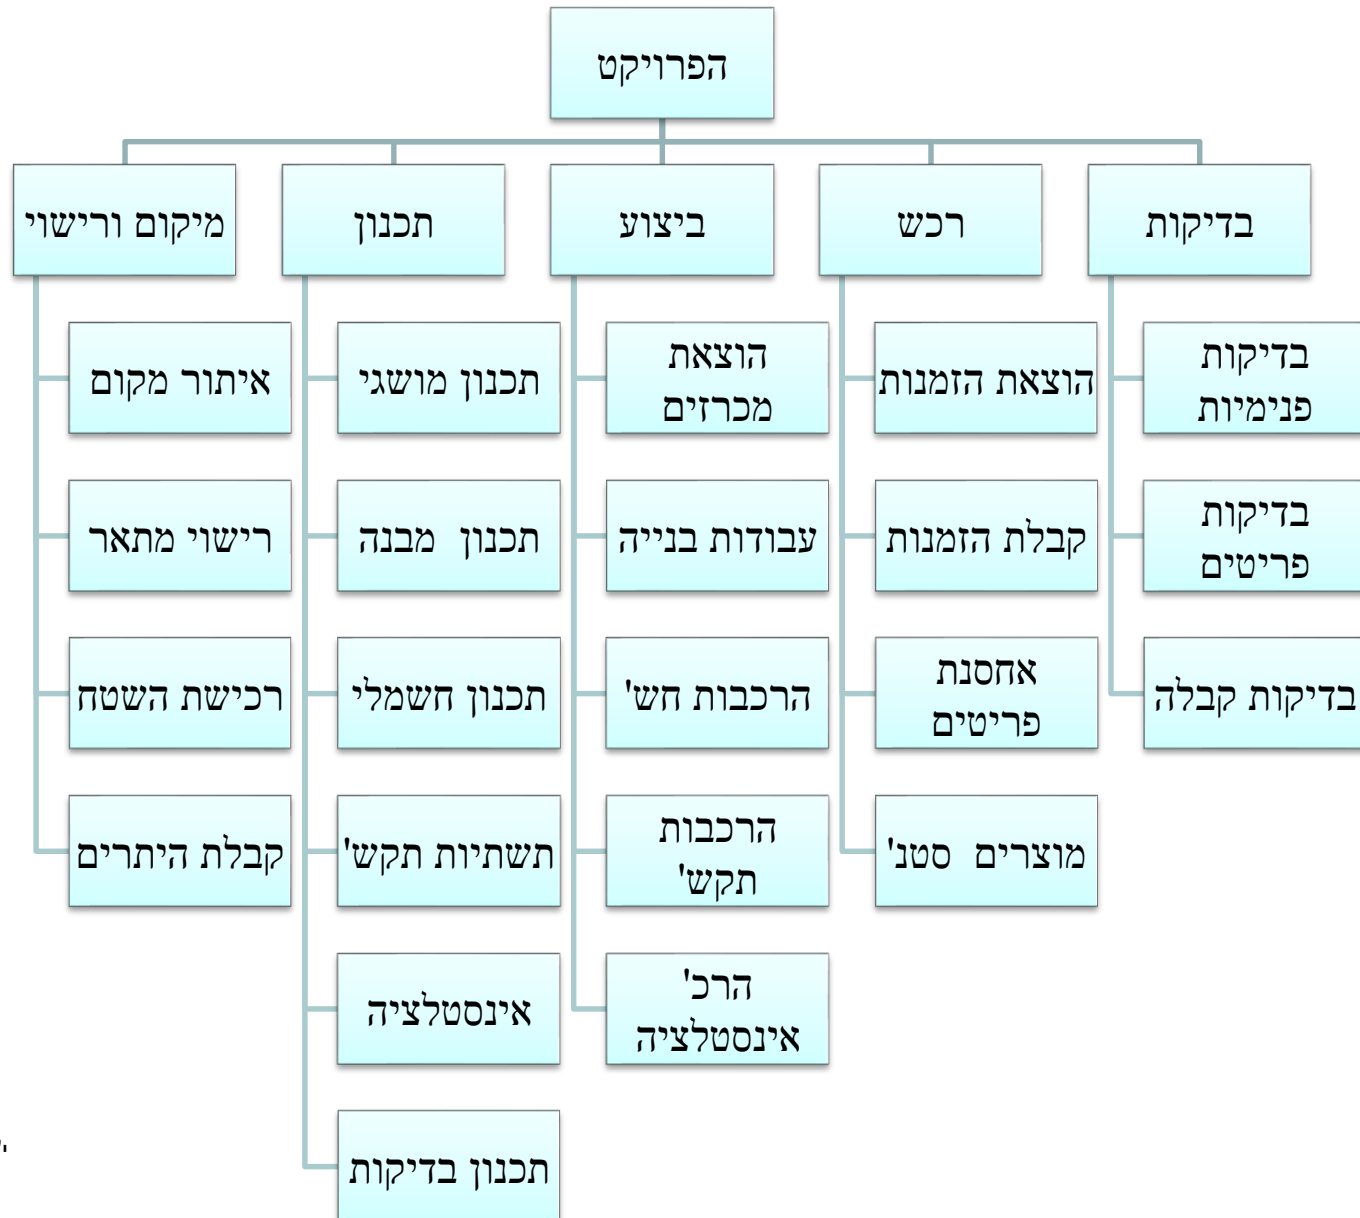 הפרויקט
מיקום ורישוי
תכנון
ביצוע
רכש
בדיקות
איתור מקום
רישוי מתאר
רכישת השטח
קבלת היתרים
תכנון מושגי
תכנון מבנה
תכנון חשמלי
תשתיות תקש'
אינסטלציה
תכנון בדיקות
הוצאת
מכרזים
עבודות בנייה
הרכבות חש'
הרכבות
תקש'
הרכ'
אינסטלציה
הוצאת הזמנות
קבלת הזמנות
אחסנת
פריטים
מוצרים סטנ'
בדיקות
פנימיות
בדיקות
פריטים
בדיקות קבלה